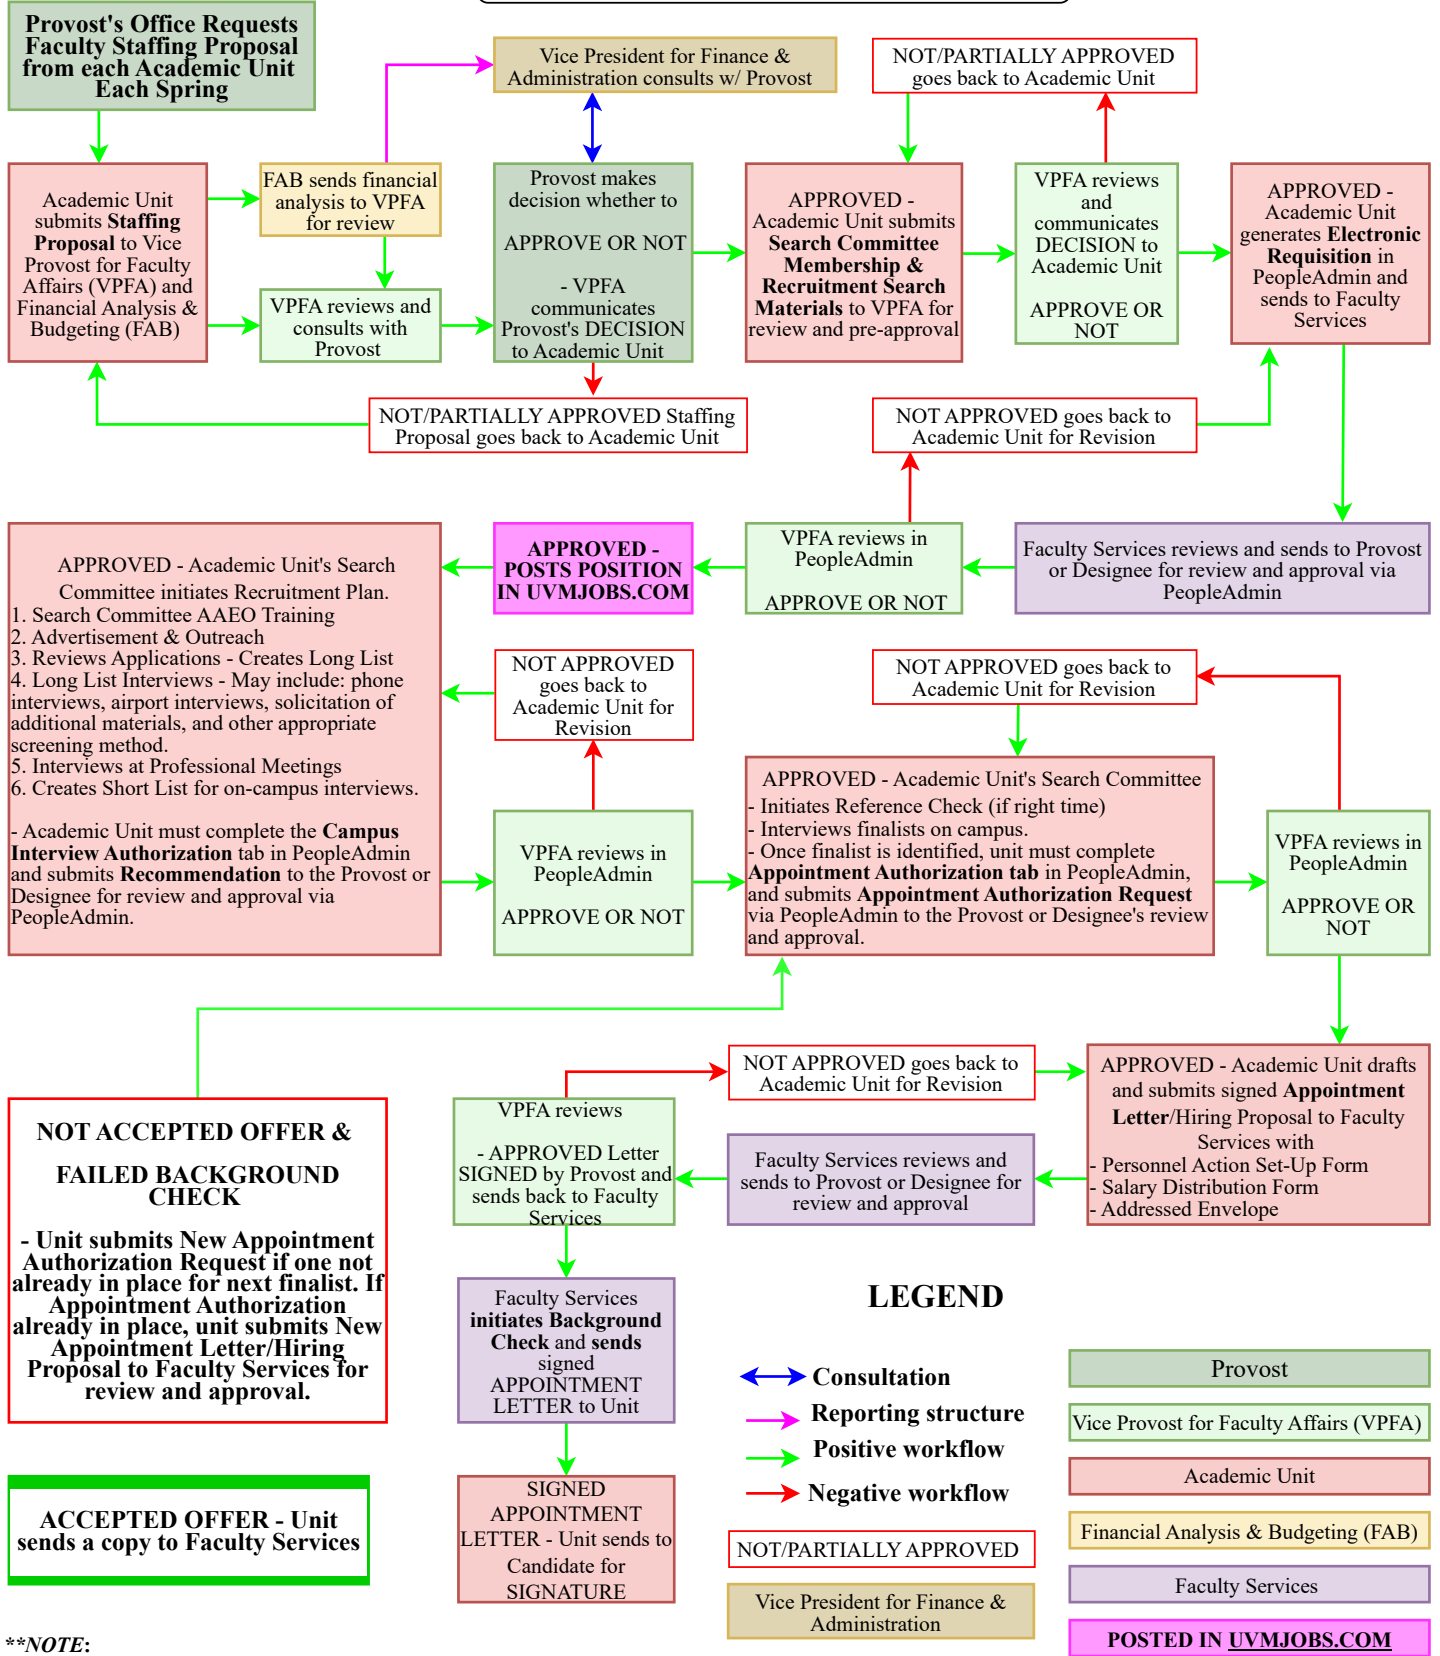 Provost's Office Requests
Faculty Staffing Proposal
from each Academic Unit
Each Spring
Vice President for Finance &
Administration consults w/ Provost
NOT/PARTIALLY APPROVED
goes back to Academic Unit
Academic Unit
submits Staffing
Proposal to Vice
Provost for Faculty
Affairs (VPFA) and
Financial Analysis &
Budgeting (FAB)
FAB sends financial
analysis to VPFA
for review
VPFA reviews and
consults with
Provost
Provost makes
decision whether to
APPROVE OR NOT
- VPFA
communicates
Provost's DECISION
to Academic Unit
APPROVED -
Academic Unit submits
Search Committee
Membership &
Recruitment Search
Materials to VPFA for
review and pre-approval
VPFA reviews
and
communicates
DECISION to
Academic Unit
APPROVE OR
NOT
APPROVED -
Academic Unit
generates Electronic
Requisition in
PeopleAdmin and
sends to Faculty
Services
NOT/PARTIALLY APPROVED Staffing
Proposal goes back to Academic Unit
NOT APPROVED goes back to
Academic Unit for Revision
APPROVED - Academic Unit's Search
Committee initiates Recruitment Plan.
1. Search Committee AAEO Training
2. Advertisement & Outreach
3. Reviews Applications - Creates Long List
4. Long List Interviews - May include: phone
interviews, airport interviews, solicitation of
additional materials, and other appropriate
screening method.
5. Interviews at Professional Meetings
6. Creates Short List for on-campus interviews.
- Academic Unit must complete the Campus
Interview Authorization tab in PeopleAdmin
and submits Recommendation to the Provost or
Designee for review and approval via
PeopleAdmin.
APPROVED -
POSTS POSITION
IN UVMJOBS.COM
VPFA reviews in
PeopleAdmin
APPROVE OR NOT
Faculty Services reviews and sends to Provost
or Designee for review and approval via
PeopleAdmin
NOT APPROVED
goes back to
Academic Unit for
Revision
NOT APPROVED goes back to
Academic Unit for Revision
VPFA reviews in
PeopleAdmin
APPROVE OR NOT
APPROVED - Academic Unit's Search Committee
- Initiates Reference Check (if right time)
- Interviews finalists on campus.
- Once finalist is identified, unit must complete
Appointment Authorization tab in PeopleAdmin,
and submits Appointment Authorization Request
via PeopleAdmin to the Provost or Designee's review
and approval.
VPFA reviews in
PeopleAdmin
APPROVE OR
NOT
NOT APPROVED goes back to
Academic Unit for Revision
APPROVED - Academic Unit drafts
and submits signed Appointment
Letter/Hiring Proposal to Faculty
Services with
- Personnel Action Set-Up Form
- Salary Distribution Form
- Addressed Envelope
VPFA reviews
- APPROVED Letter
SIGNED by Provost and
sends back to Faculty
Services
Faculty Services reviews and
sends to Provost or Designee for
review and approval
NOT ACCEPTED OFFER &
FAILED BACKGROUND
CHECK
- Unit submits New Appointment
Authorization Request if one not
already in place for next finalist. If
Appointment Authorization
already in place, unit submits New
Appointment Letter/Hiring
Proposal to Faculty Services for
review and approval.
Faculty Services
initiates Background
Check and sends
signed
APPOINTMENT
LETTER to Unit
SIGNED
APPOINTMENT
LETTER - Unit sends to
Candidate for
SIGNATURE
ACCEPTED OFFER - Unit
sends a copy to Faculty Services
LEGEND
Consultation
Reporting structure
Positive workflow
Negative workflow
NOT/PARTIALLY APPROVED
Vice President for Finance &
Administration
Provost
Vice Provost for Faculty Affairs (VPFA)
Academic Unit
Financial Analysis & Budgeting (FAB)
Faculty Services
POSTED IN UVMJOBS.COM
**NOTE: